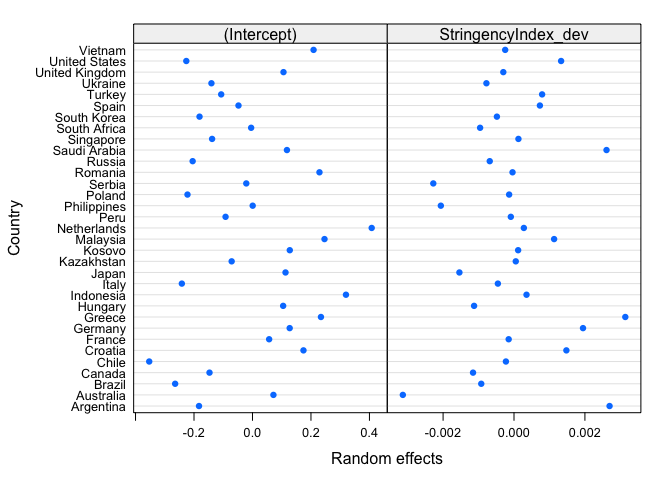 (Intercept) StringencyIndex_dev
Vietnam
United States
United Kingdom
Ukraine
Turkey
Spain
South Korea
South Africa
Singapore
Saudi Arabia
Russia
Romania
Serbia
Poland
Philippines
Peru
Netherlands
Malaysia
Kosovo
Kazakhstan
Japan
Italy
Indonesia
Hungary
Greece
Germany
France
Croatia
Chile
Canada
Brazil
Australia
Argentina
Country
-0.2 0.0 0.2 0.4 -0.002 0.000 0.002
Random effects